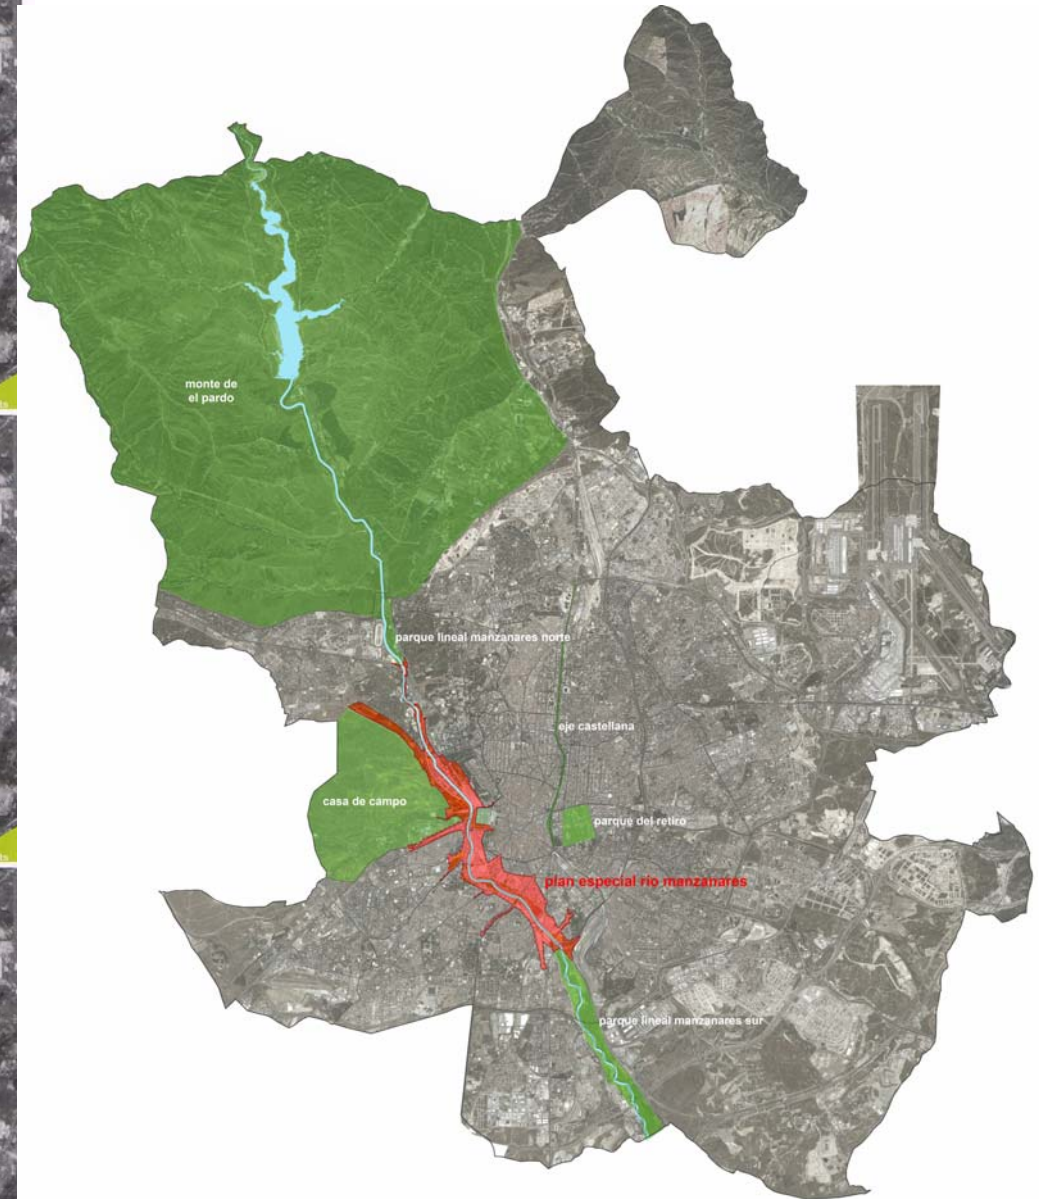 monte de
el pardo
parque lineal manzanares norte
eje castellana
casa de campo
parque del retiro
plan especial río manzanares
parque lineal manzanares sur